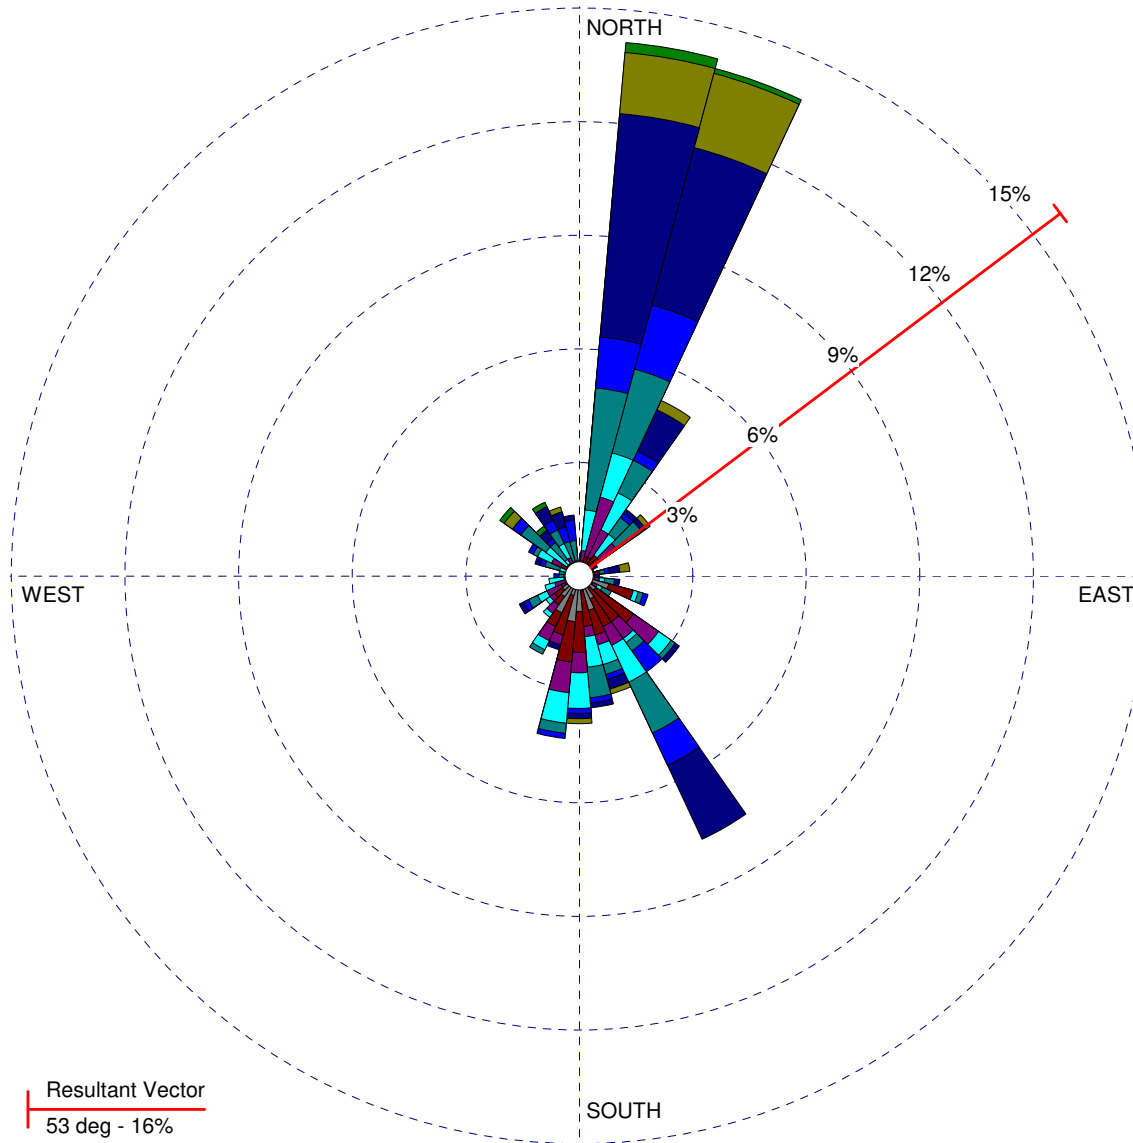 NORTH
15%
12%
9%
6%
3%
WEST
EAST
Resultant Vector
53 deg - 16%
SOUTH